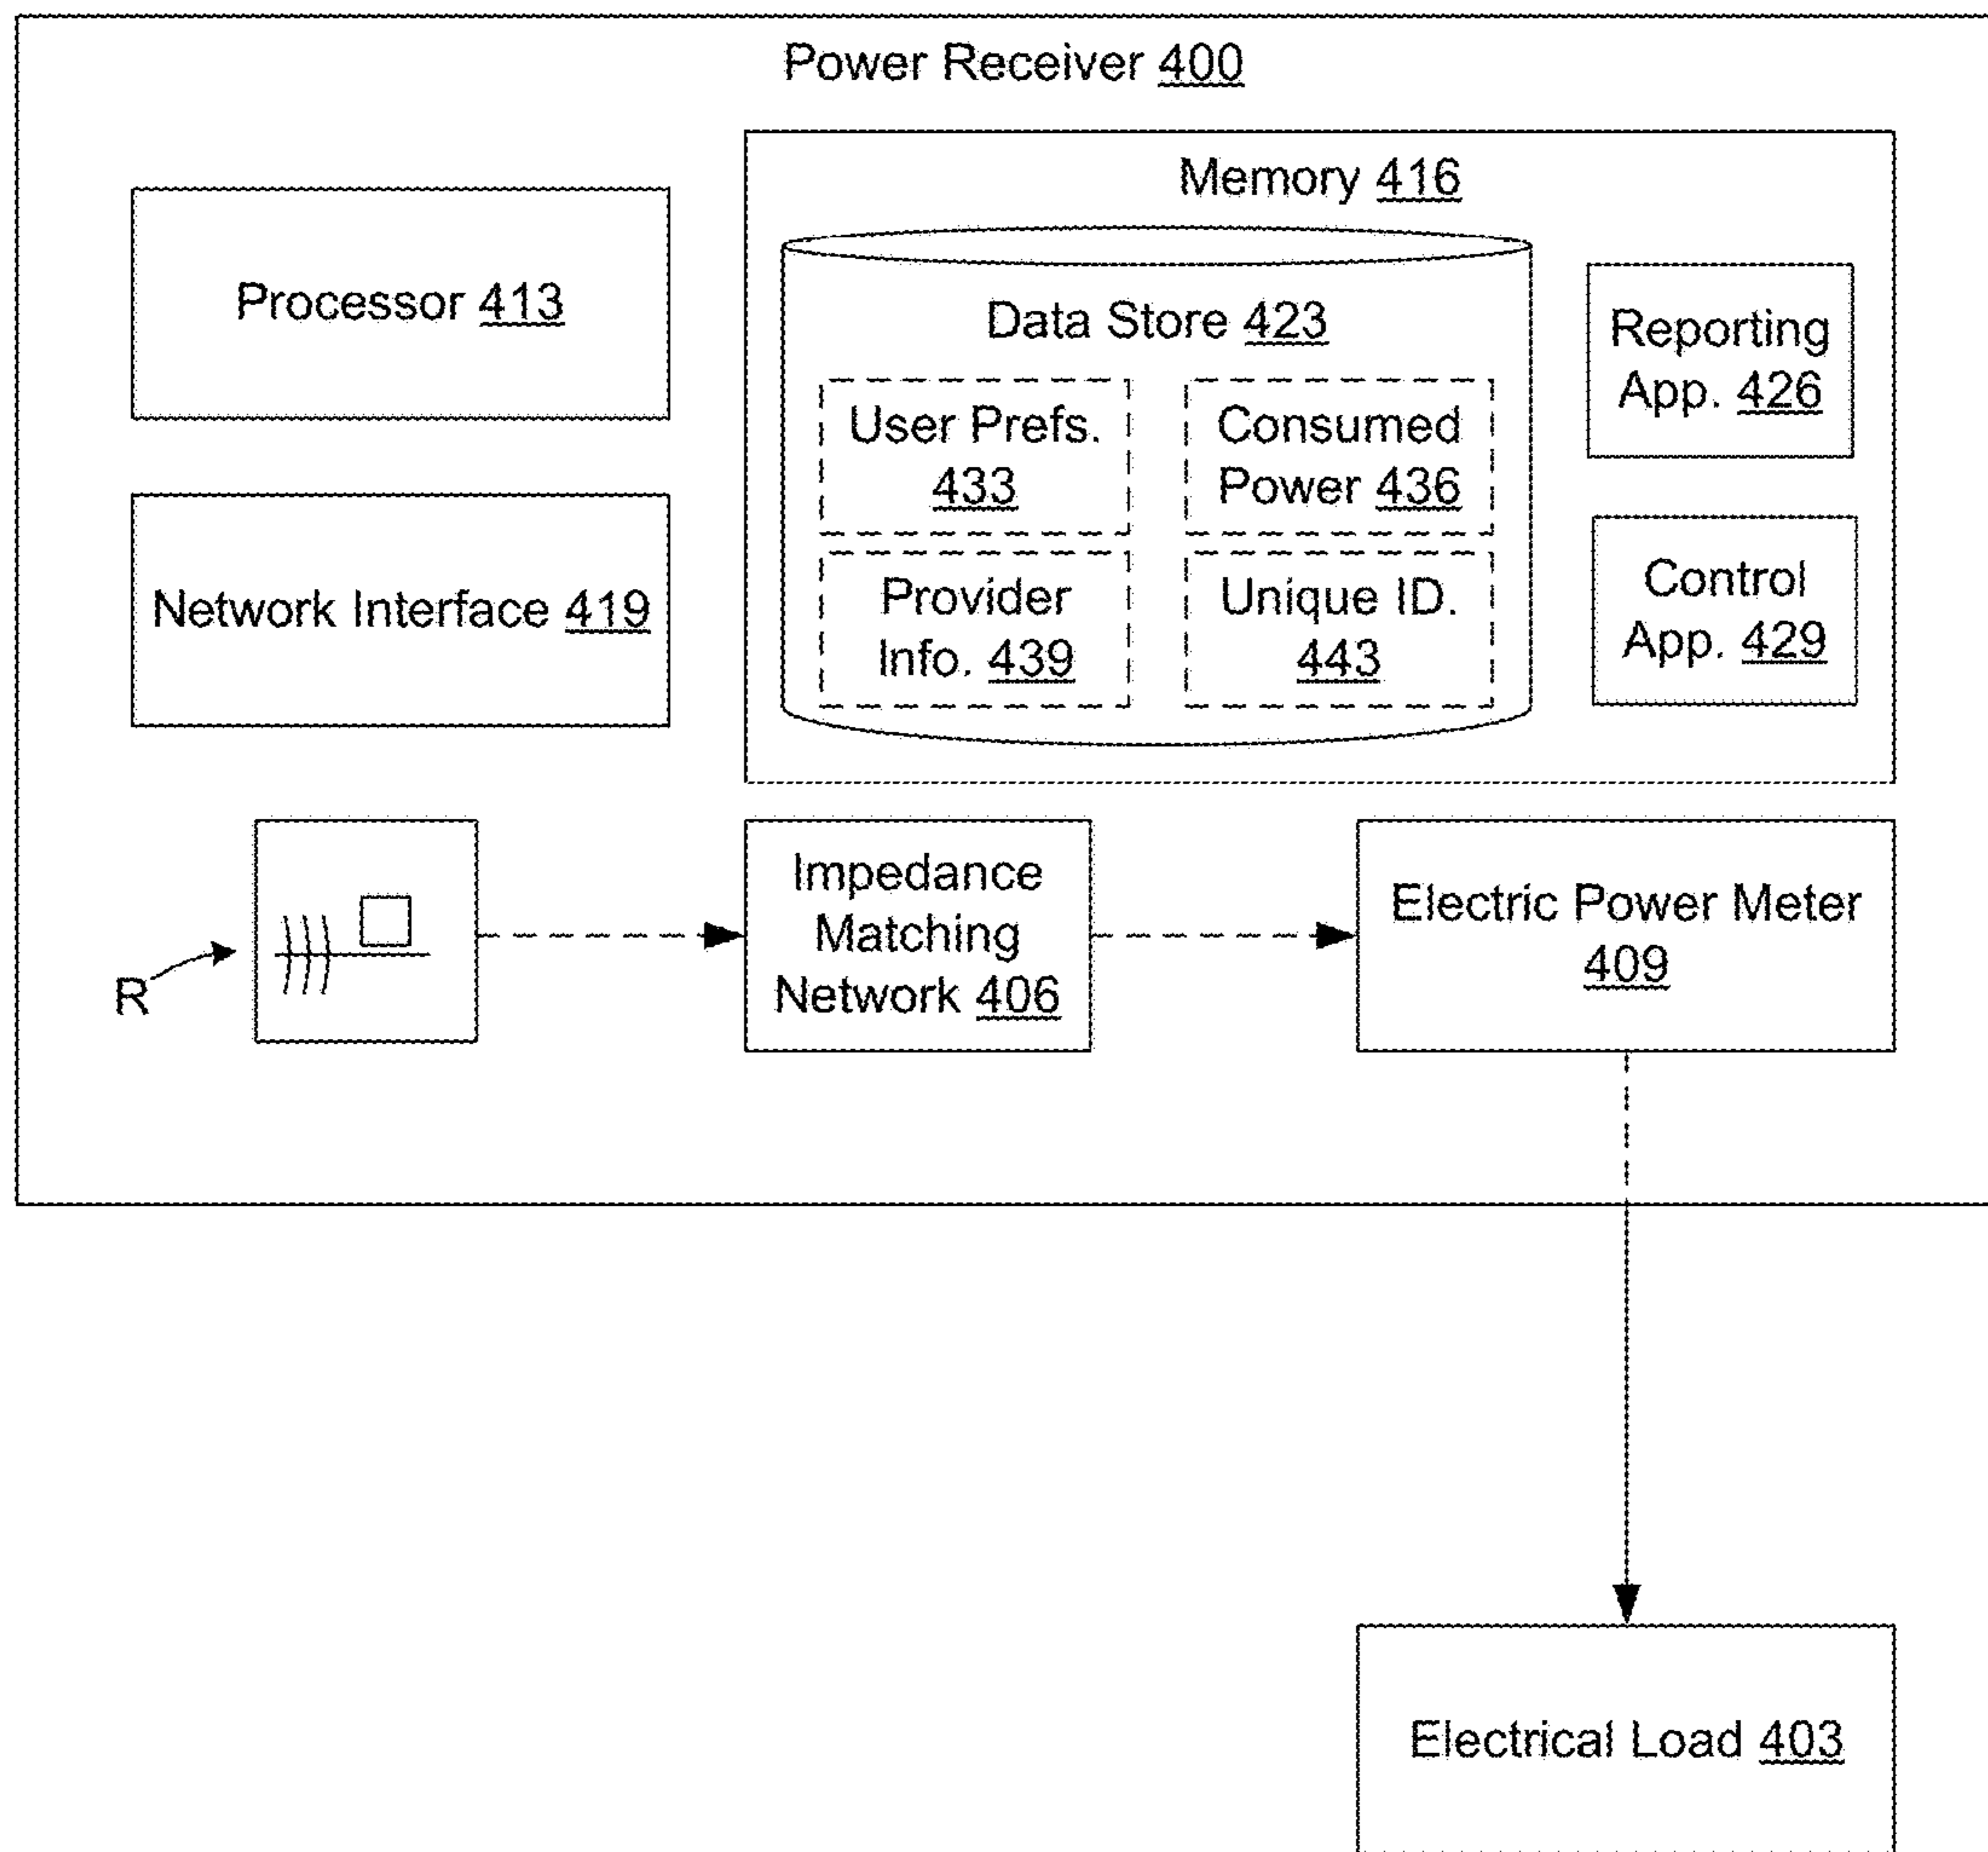 Power Receiver 400
Memory 416
Processor 413
Data Store 423
Reporting
App. 426
User Prefs.
433
Consumed
Power 436
Network Interface 419
Provider
Info. 439
Unique ID.
443
Control
App. 429
R
Impedance
Matching
Network 406
Electric Power Meter
409
Electrical Load 403